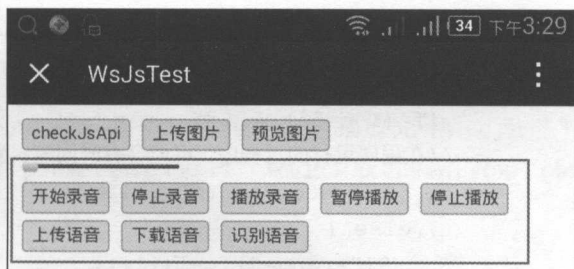 34 下午3:29
WsJsTest
checkJsApi 上传图片 预览图片
开始录音 停止录音 播放录音 暂停播放 停止播放
上传语音 下载语音 识别语音